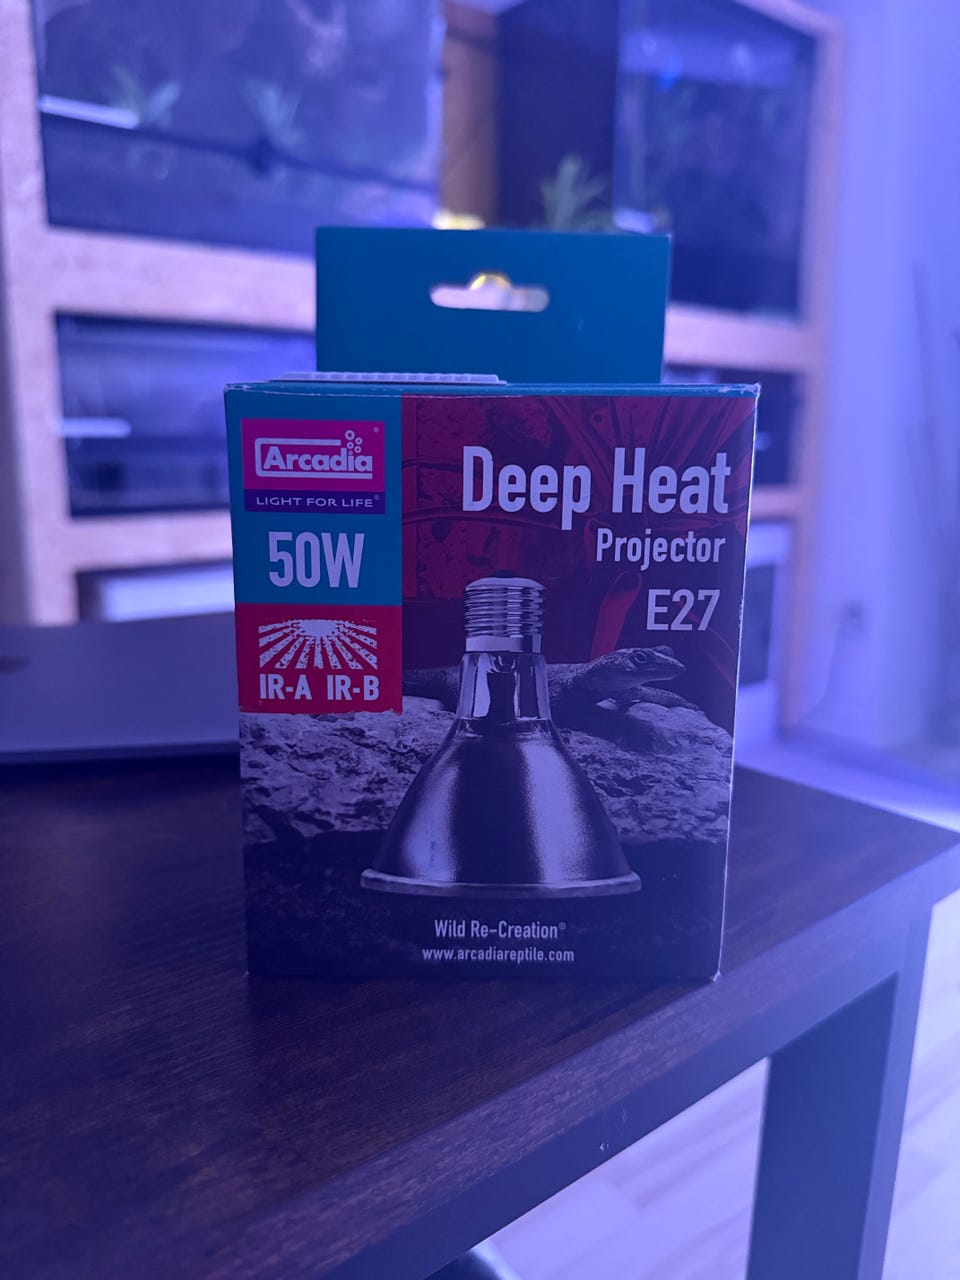 Arcadia®
LIGHT FOR LIFE®
50W
IR-A IR-B
Deep Heat
Projector
E27
Wild Re-Creation®
www.arcadiareptile.com